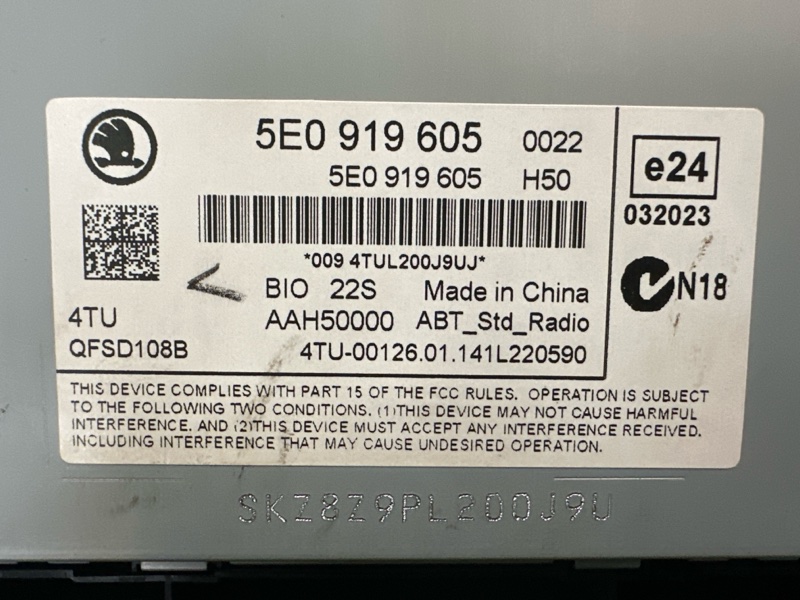 5E0 919 605 0022
5E0 919 605 H50
e24
032023
*009 4TUL200J9UJ*
N18
BIO 22S Made in China
4TU AAH50000 ABT_Std_Radio
QFSD108B 4TU-00126.01.141L220590
THIS DEVICE COMPLIES WITH PART 15 OF THE FCC RULES. OPERATION IS SUBJECT
TO THE FOLLOWING TWO CONDITIONS. (1)THIS DEVICE MAY NOT CAUSE HARMFUL
INTERFERENCE. AND (2)THIS DEVICE MUST ACCEPT ANY INTERFERENCE RECEIVED.
INCLUDING INTERFERENCE THAT MAY CAUSE UNDESIRED OPERATION.
SKZ8Z9PL200J9U